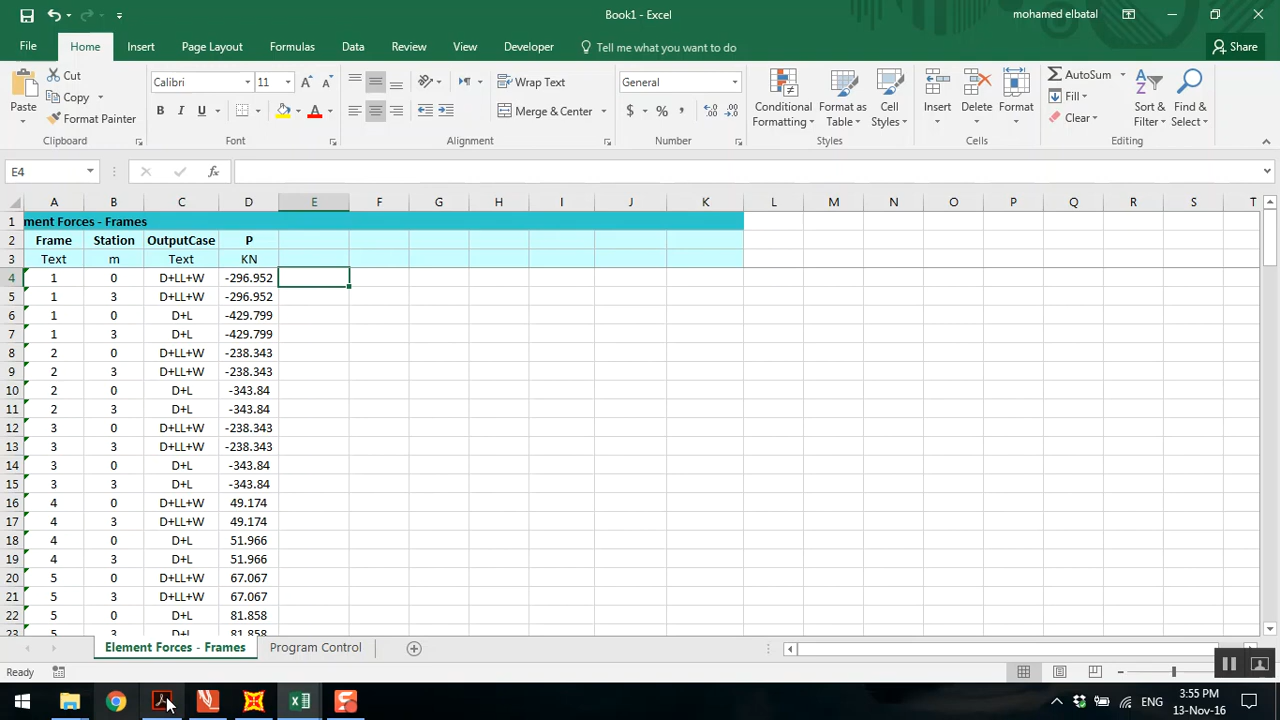 Book1 - Excel
mohamed elbatal
File Home Insert Page Layout Formulas Data Review View Developer Tell me what you want to do Share
Paste Cut Copy Format Painter Clipboard
Calibri 11 B I U A Font
Wrap Text Merge & Center Alignment
General $ % , Number
Conditional Formatting Format as Table Cell Styles Styles
Insert Delete Format Cells
AutoSum Fill Clear Sort & Filter Find & Select Editing
E4 fx
A B C D E F G H I J K L M N O P Q R S T
1 ment Forces - Frames
2 Frame Station OutputCase P
3 Text m Text KN
4 1 0 D+LL+W -296.952
5 1 3 D+LL+W -296.952
6 1 0 D+L -429.799
7 1 3 D+L -429.799
8 2 0 D+LL+W -238.343
9 2 3 D+LL+W -238.343
10 2 0 D+L -343.84
11 2 3 D+L -343.84
12 3 0 D+LL+W -238.343
13 3 3 D+LL+W -238.343
14 3 0 D+L -343.84
15 3 3 D+L -343.84
16 4 0 D+LL+W 49.174
17 4 3 D+LL+W 49.174
18 4 0 D+L 51.966
19 4 3 D+L 51.966
20 5 0 D+LL+W 67.067
21 5 3 D+LL+W 67.067
22 5 0 D+L 81.858
23 5 3 D+L 81.858
Element Forces - Frames Program Control
Ready
ENG 3:55 PM
13-Nov-16